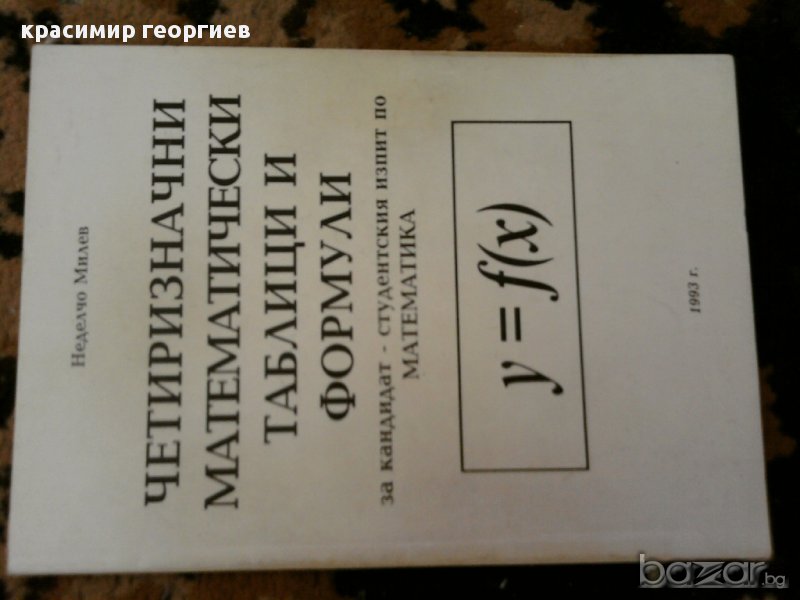 красимир георгиев
Неделчо Милев
ЧЕТИРИЗНАЧНИ
МАТЕМАТИЧЕСКИ
ТАБЛИЦИ И
ФОРМУЛИ
за кандидат - студентския изпит по
МАТЕМАТИКА
y = f(x)
1993 г.
bazar.bg